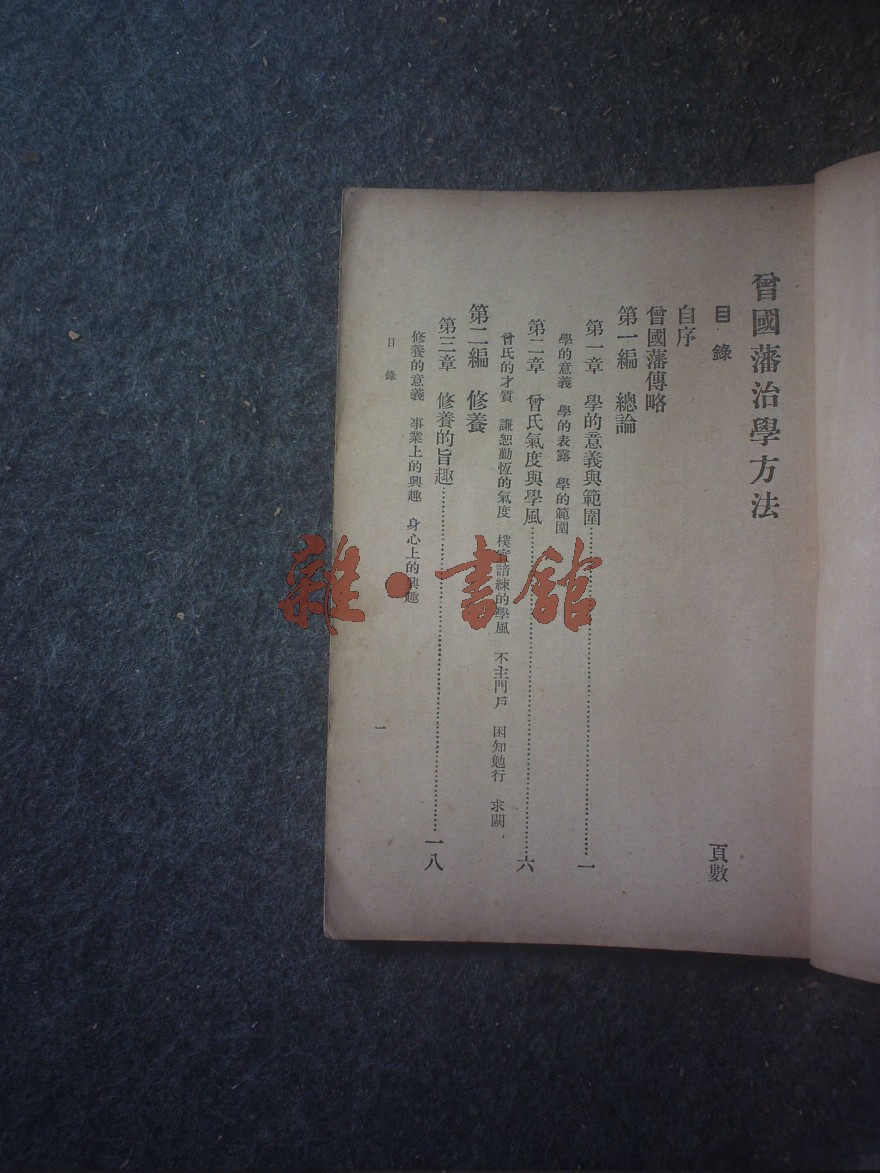 曾國藩治學方法
目錄
頁數
自序
曾國藩傳略
第一編 總論
第一章 學的意義與範圍……一
學的意義 學的表露 學的範圍
第二章 曾氏氣度與學風……六
曾氏的才質 謙恕勤恆的氣度 樸實諳練的學風 不主門戶 困知勉行 求闕
第二編 修養
第三章 修養的旨趣……一八
修養的意義 事業上的興趣 身心上的興趣
目錄
一
雜·書館